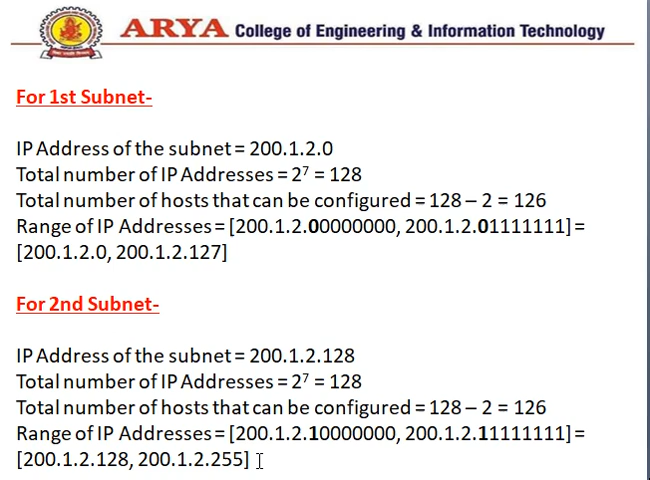 ARYA College of Engineering & Information Technology
For 1st Subnet-
IP Address of the subnet = 200.1.2.0
Total number of IP Addresses = 2⁷ = 128
Total number of hosts that can be configured = 128 – 2 = 126
Range of IP Addresses = [200.1.2.00000000, 200.1.2.01111111] =
[200.1.2.0, 200.1.2.127]
For 2nd Subnet-
IP Address of the subnet = 200.1.2.128
Total number of IP Addresses = 2⁷ = 128
Total number of hosts that can be configured = 128 – 2 = 126
Range of IP Addresses = [200.1.2.10000000, 200.1.2.11111111] =
[200.1.2.128, 200.1.2.255]